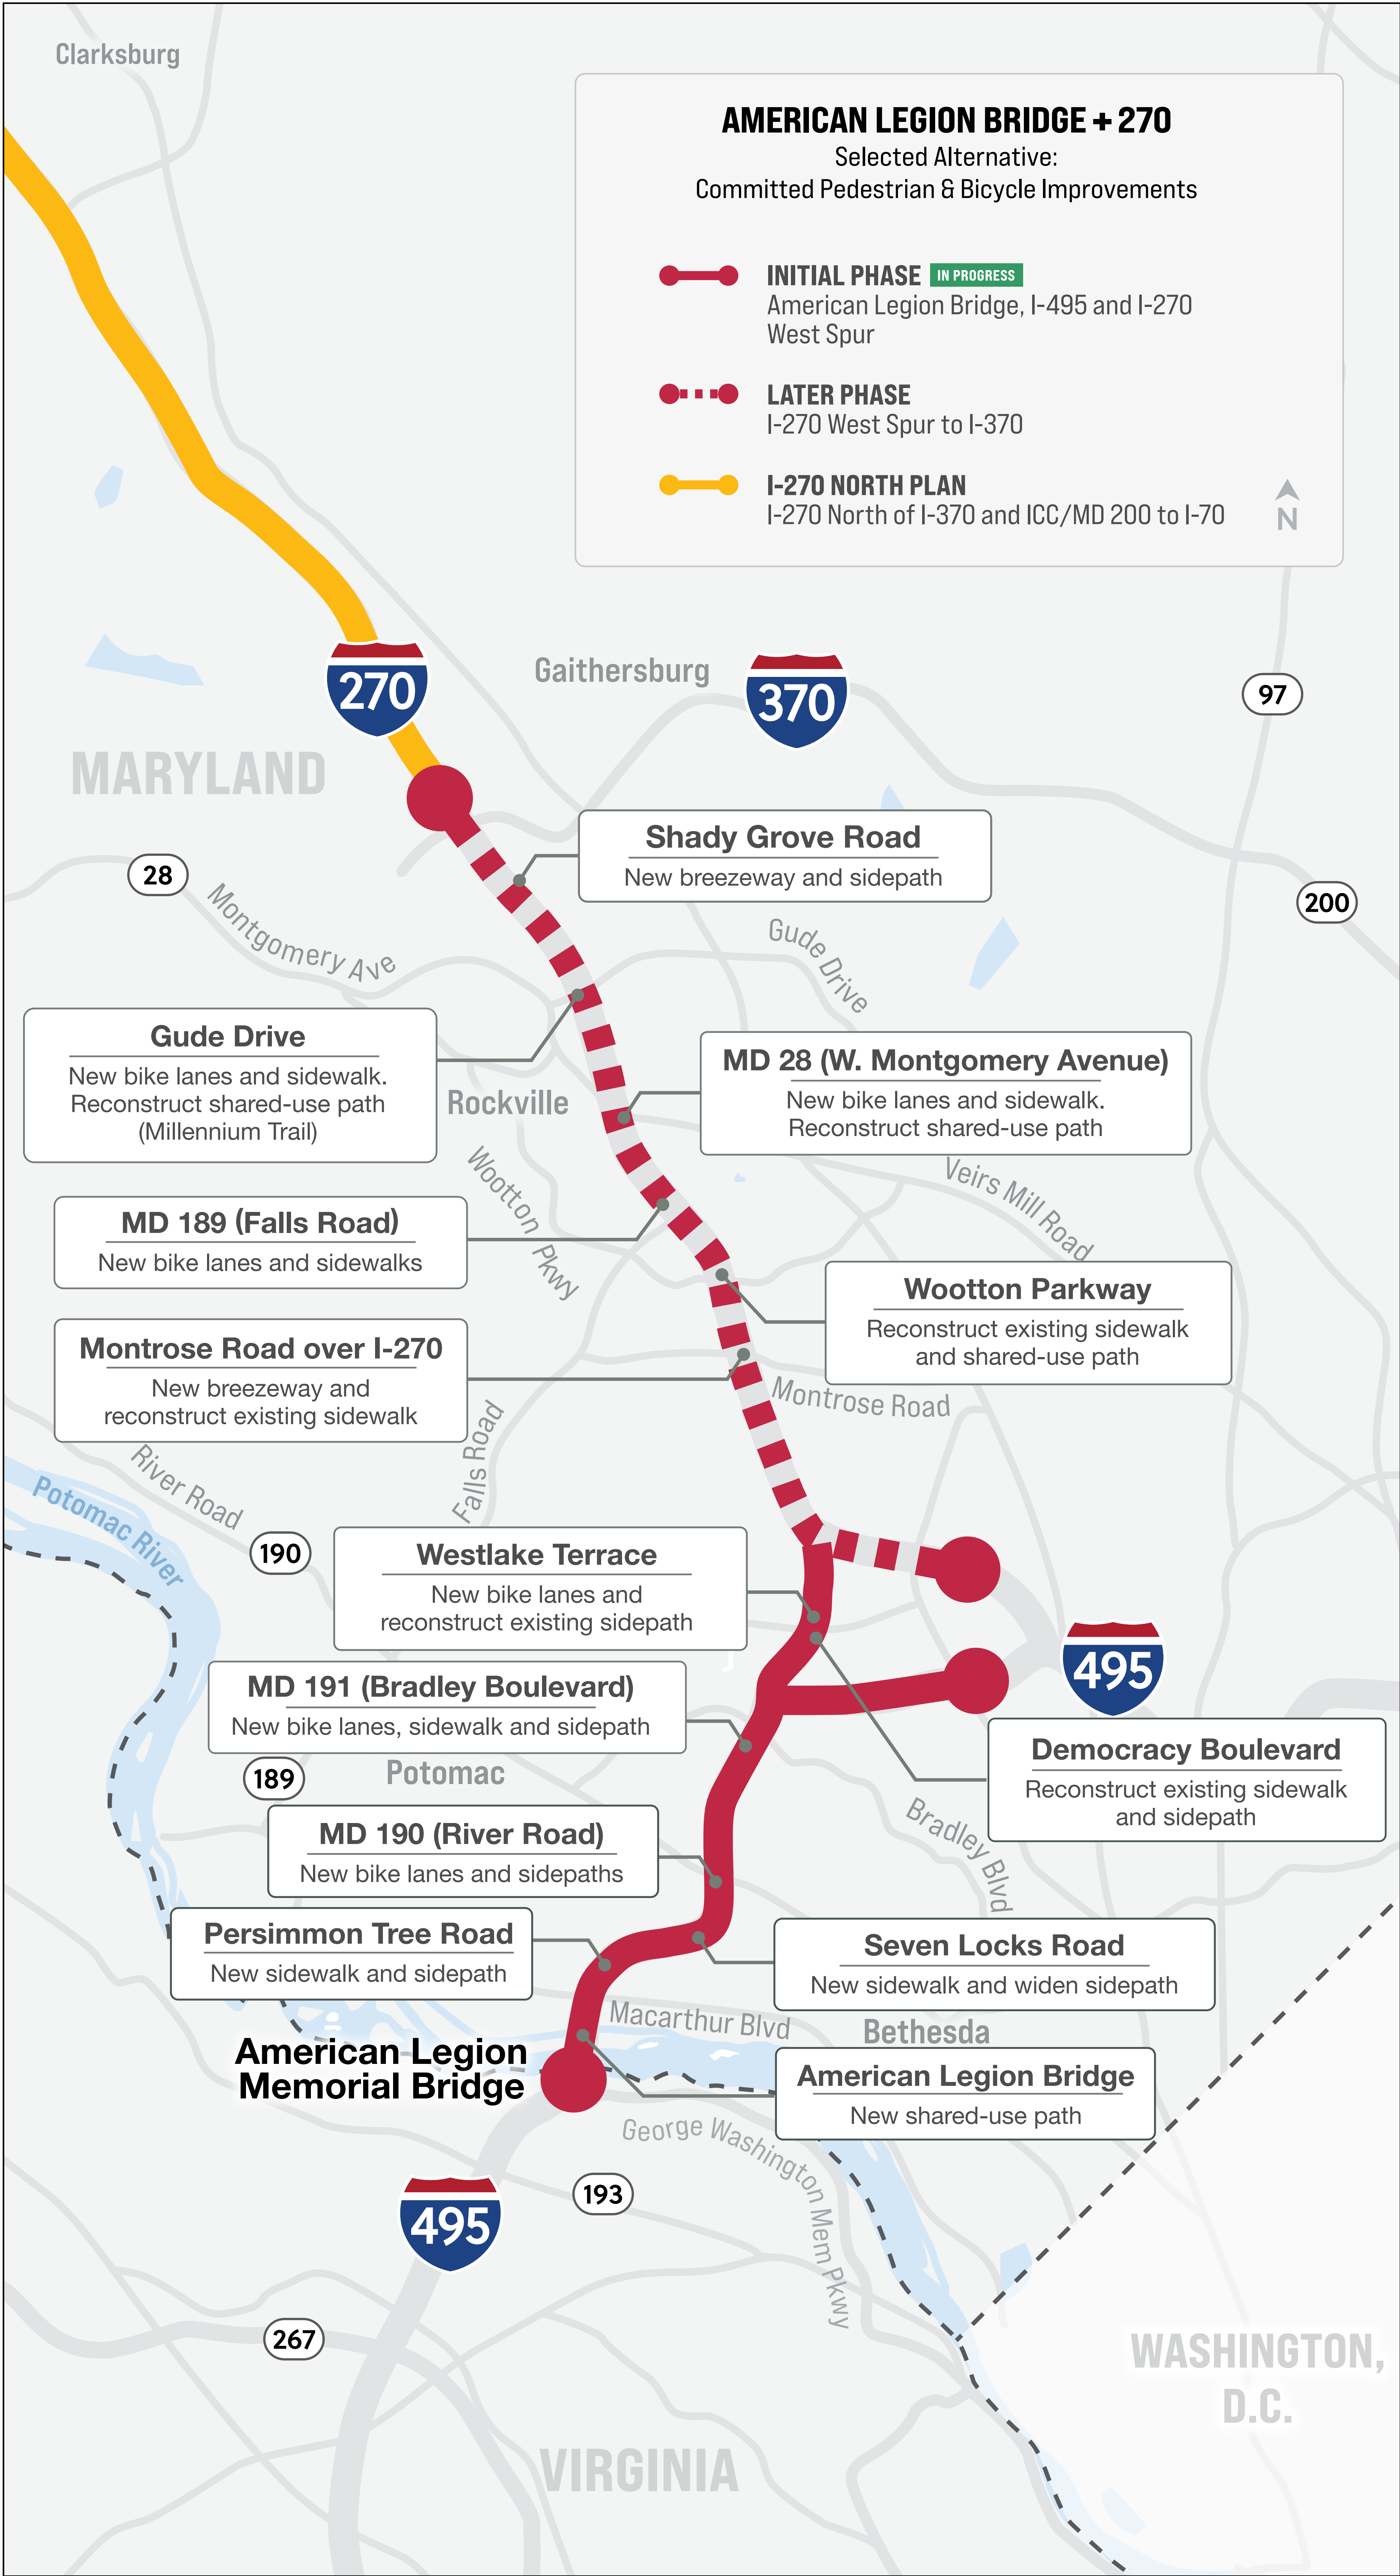 Clarksburg
AMERICAN LEGION BRIDGE + 270
Selected Alternative:
Committed Pedestrian & Bicycle Improvements
INITIAL PHASE IN PROGRESS
American Legion Bridge, I-495 and I-270
West Spur
LATER PHASE
I-270 West Spur to I-370
I-270 NORTH PLAN
I-270 North of I-370 and ICC/MD 200 to I-70
N
270
Gaithersburg
370
97
MARYLAND
Shady Grove Road
New breezeway and sidepath
28
Montgomery Ave
200
Gude Drive
Gude Drive
New bike lanes and sidewalk.
Reconstruct shared-use path
(Millennium Trail)
Rockville
MD 28 (W. Montgomery Avenue)
New bike lanes and sidewalk.
Reconstruct shared-use path
Wootton Pkwy
Veirs Mill Road
MD 189 (Falls Road)
New bike lanes and sidewalks
Wootton Parkway
Reconstruct existing sidewalk
and shared-use path
Montrose Road over I-270
New breezeway and
reconstruct existing sidewalk
Montrose Road
Falls Road
River Road
Potomac River
190
Westlake Terrace
New bike lanes and
reconstruct existing sidepath
495
MD 191 (Bradley Boulevard)
New bike lanes, sidewalk and sidepath
Democracy Boulevard
Reconstruct existing sidewalk
and sidepath
189
Potomac
Bradley Blvd
MD 190 (River Road)
New bike lanes and sidepaths
Persimmon Tree Road
New sidewalk and sidepath
Seven Locks Road
New sidewalk and widen sidepath
Macarthur Blvd
Bethesda
American Legion
Memorial Bridge
American Legion Bridge
New shared-use path
George Washington Mem Pkwy
193
495
267
WASHINGTON,
D.C.
VIRGINIA